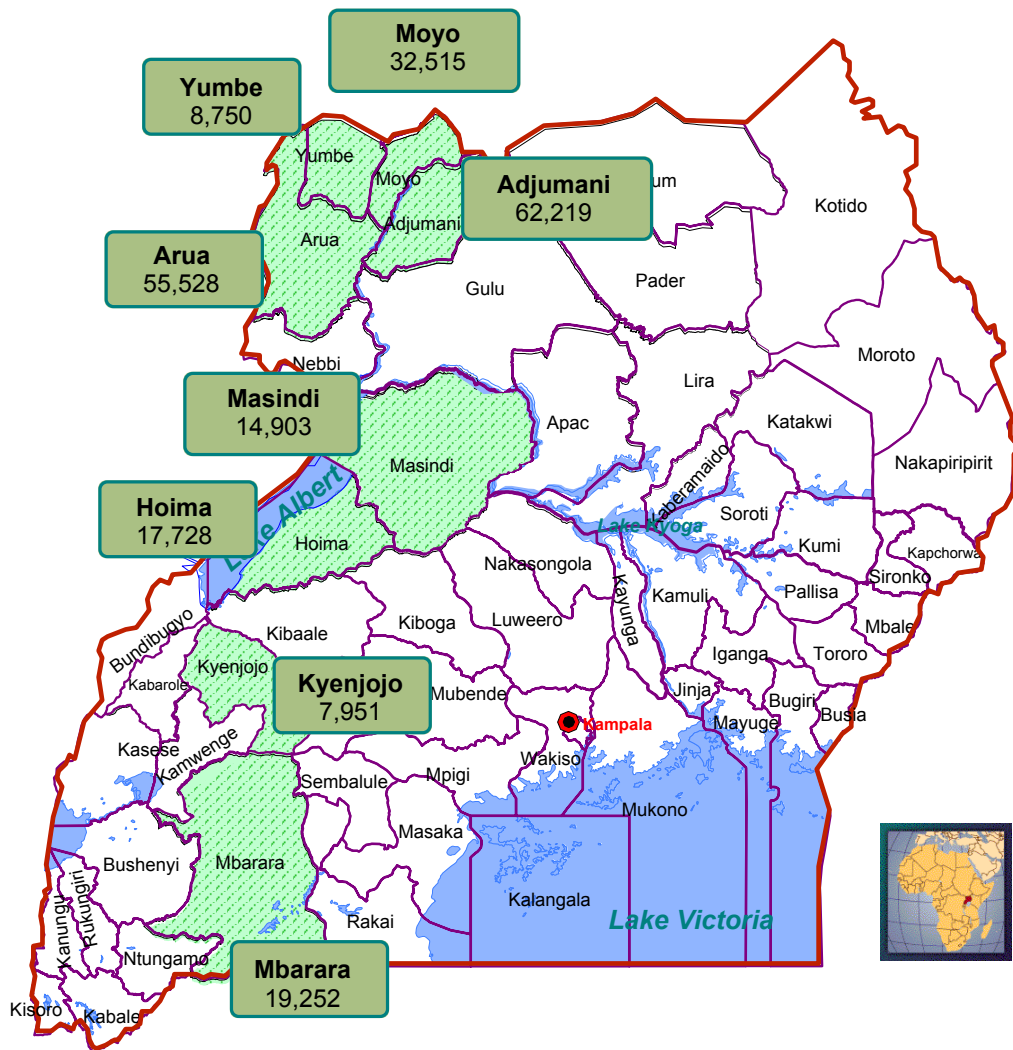 Moyo
32,515
Yumbe
8,750
Yumbe
Moyo
Adjumani
62,219
um
Kotido
Adjumani
Arua
Arua
55,528
Gulu
Pader
Nebbi
Moroto
Lira
Masindi
14,903
Apac
Katakwi
Masindi
Nakapiripirit
Kaberamaido
Hoima
17,728
Lake Albert
Soroti
Lake Kyoga
Hoima
Kumi
Kapchorwa
Nakasongola
Sironko
Kayunga
Kamuli
Pallisa
Bundibugyo
Kibaale
Kiboga
Luweero
Mbale
Iganga
Tororo
Kyenjojo
Kabarole
Kyenjojo
7,951
Mubende
Jinja
Bugiri
Busia
Mayuge
Kampala
Kasese
Kamwenge
Wakiso
Sembalule
Mpigi
Mukono
Masaka
Bushenyi
Mbarara
Kanungu
Rukingiri
Kalangala
Lake Victoria
Rakai
Ntungamo
Mbarara
19,252
Kisoro
Kabale